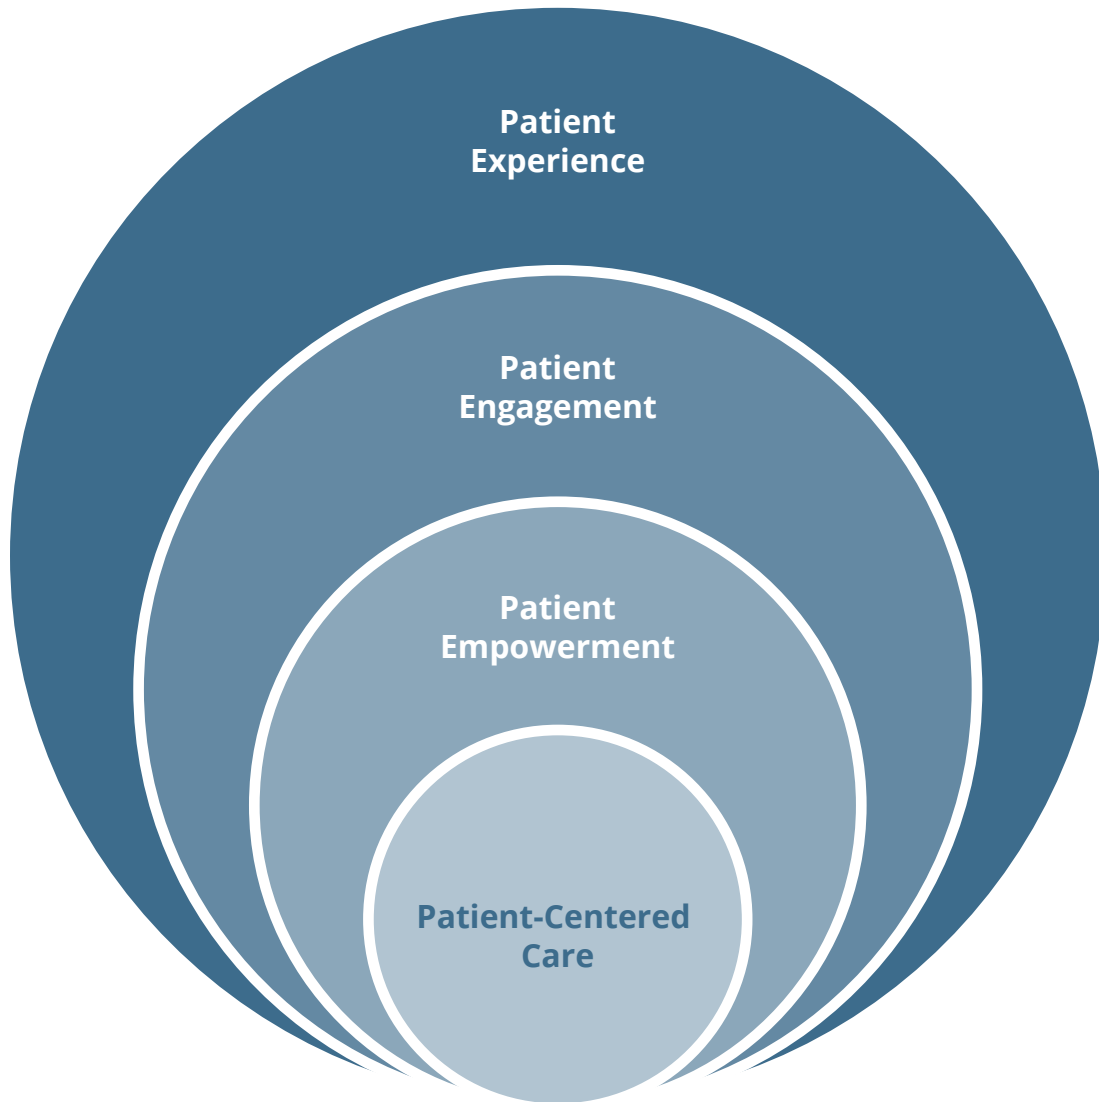 Patient
Experience
Patient
Engagement
Patient
Empowerment
Patient-Centered
Care